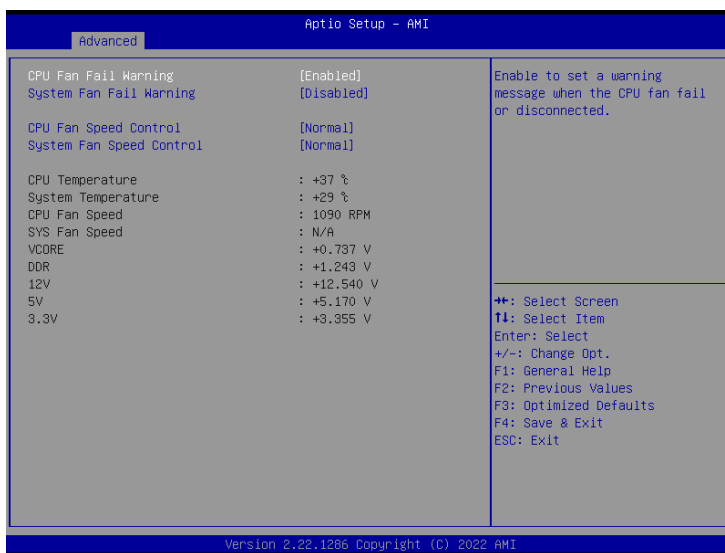 Aptio Setup – AMI
Advanced
CPU Fan Fail Warning [Enabled]
System Fan Fail Warning [Disabled]
CPU Fan Speed Control [Normal]
System Fan Speed Control [Normal]
CPU Temperature : +37 ℃
System Temperature : +29 ℃
CPU Fan Speed : 1090 RPM
SYS Fan Speed : N/A
VCORE : +0.737 V
DDR : +1.243 V
12V : +12.540 V
5V : +5.170 V
3.3V : +3.355 V
Enable to set a warning
message when the CPU fan fail
or disconnected.
→←: Select Screen
↑↓: Select Item
Enter: Select
+/-: Change Opt.
F1: General Help
F2: Previous Values
F3: Optimized Defaults
F4: Save & Exit
ESC: Exit
Version 2.22.1286 Copyright (C) 2022 AMI